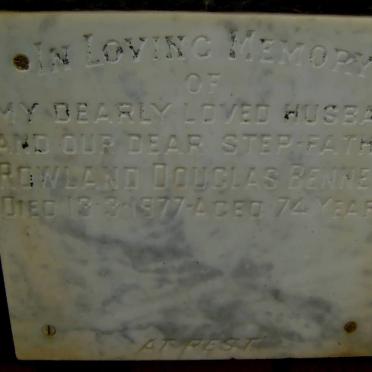 IN LOVING MEMORY
OF
MY DEARLY LOVED HUSBA
AND OUR DEAR STEP-FATH
ROWLAND DOUGLAS BENNE
DIED 13-3-1977-AGED 74 YEAR
AT REST